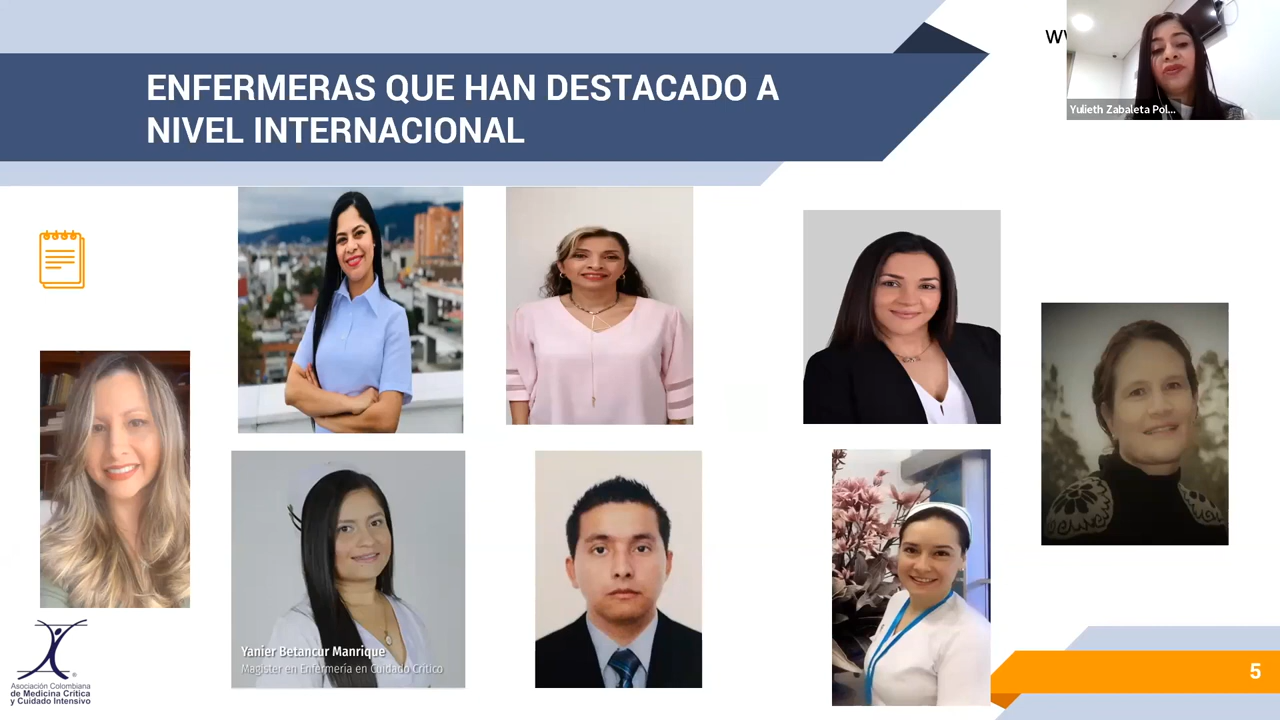 ENFERMERAS QUE HAN DESTACADO A
NIVEL INTERNACIONAL
Yulieth Zabaleta Pol...
Yanier Betancur Manrique
Magister en Enfermería en Cuidado Crítico
Asociación Colombiana
de Medicina Crítica
y Cuidado Intensivo
5